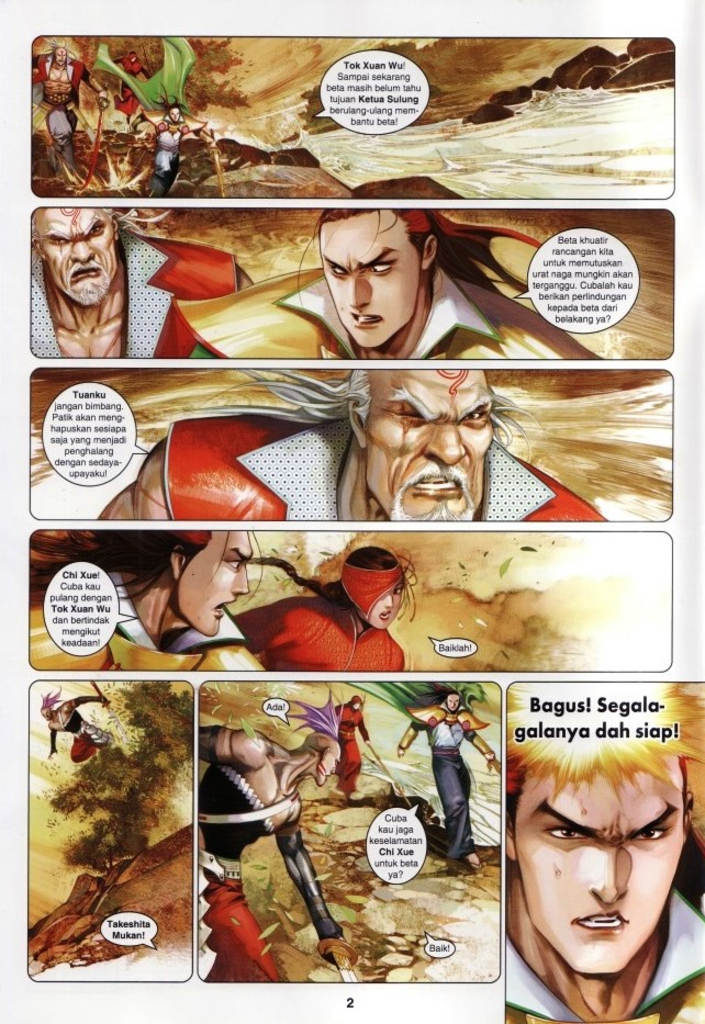 Tok Xuan Wu!
Sampai sekarang
beta masih belum tahu
tujuan Ketua Sulung
berulang-ulang mem-
bantu beta!
Beta khuatir
rancangan kita
untuk memutuskan
urat naga mungkin akan
terganggu. Cubalah kau
berikan perlindungan
kepada beta dari
belakang ya?
Tuanku
jangan bimbang.
Patik akan meng-
hapuskan sesiapa
saja yang menjadi
penghalang
dengan sedaya-
upayaku!
Chi Xue!
Cuba kau
pulang dengan
Tok Xuan Wu
dan bertindak
mengikut
keadaan!
Baiklah!
Takeshita
Mukan!
Ada!
Cuba
kau jaga
keselamatan
Chi Xue
untuk beta
ya?
Baik!
Bagus! Segala-
galanya dah siap!
2